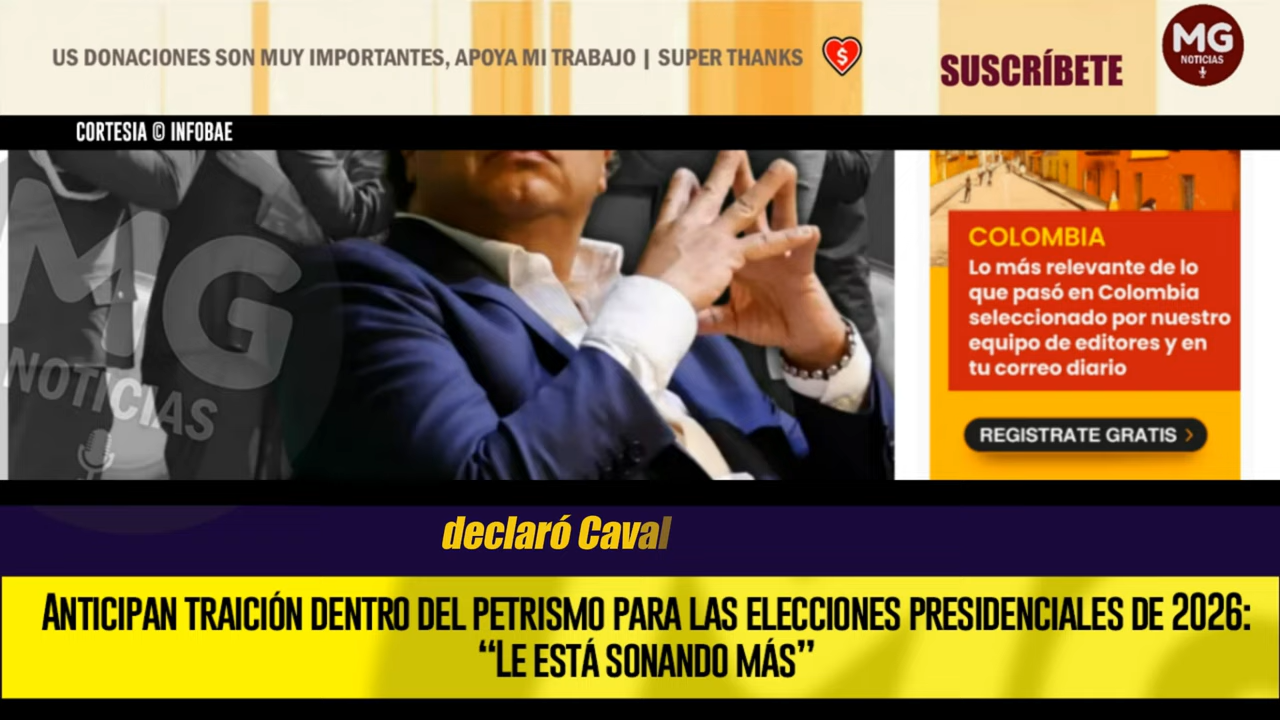 US DONACIONES SON MUY IMPORTANTES, APOYA MI TRABAJO | SUPER THANKS
$
SUSCRÍBETE
MG
NOTICIAS
CORTESIA © INFOBAE
MG
NOTICIAS
COLOMBIA
Lo más relevante de lo
que pasó en Colombia
seleccionado por nuestro
equipo de editores y en
tu correo diario
REGISTRATE GRATIS >
declaró Caval
ANTICIPAN TRAICIÓN DENTRO DEL PETRISMO PARA LAS ELECCIONES PRESIDENCIALES DE 2026:
“LE ESTÁ SONANDO MÁS”